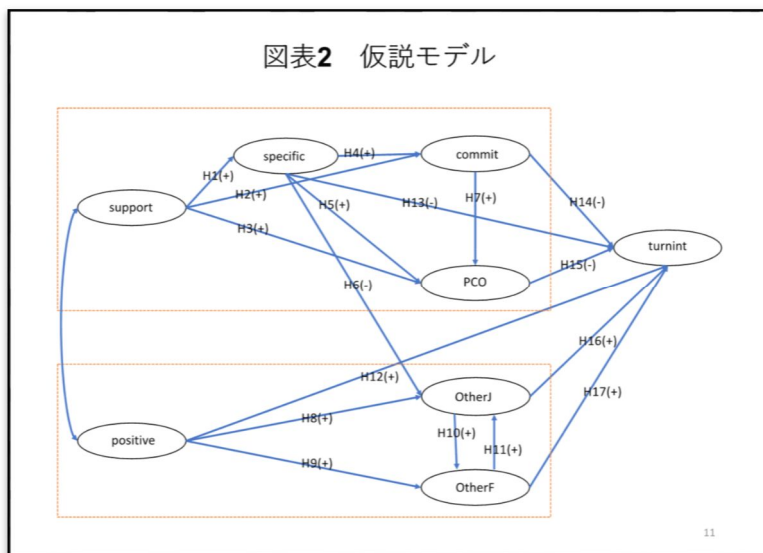 図表2　仮説モデル
specific
H4(+)
commit
H1(+)
H2(+)
support
H5(+)
H13(-)
H7(+)
H14(-)
H3(+)
turnint
H15(-)
PCO
H6(-)
H16(+)
H12(+)
H17(+)
OtherJ
H8(+)
H10(+)
positive
H11(+)
H9(+)
OtherF
11